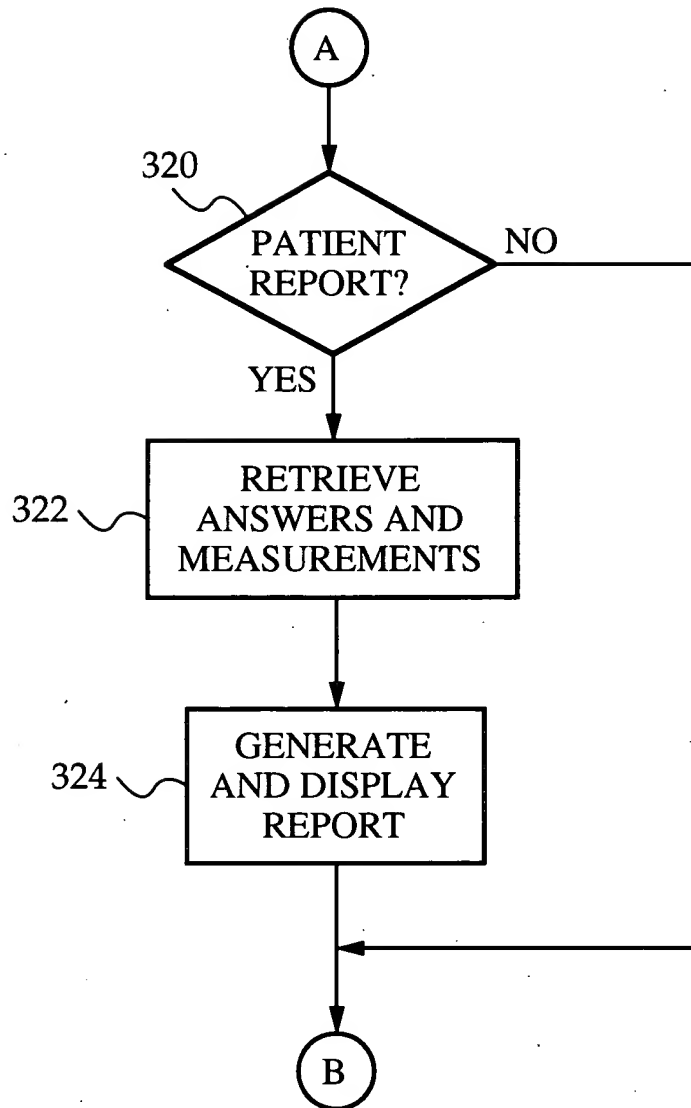 A
320
PATIENT
REPORT?
NO
YES
322
RETRIEVE
ANSWERS AND
MEASUREMENTS
324
GENERATE
AND DISPLAY
REPORT
B